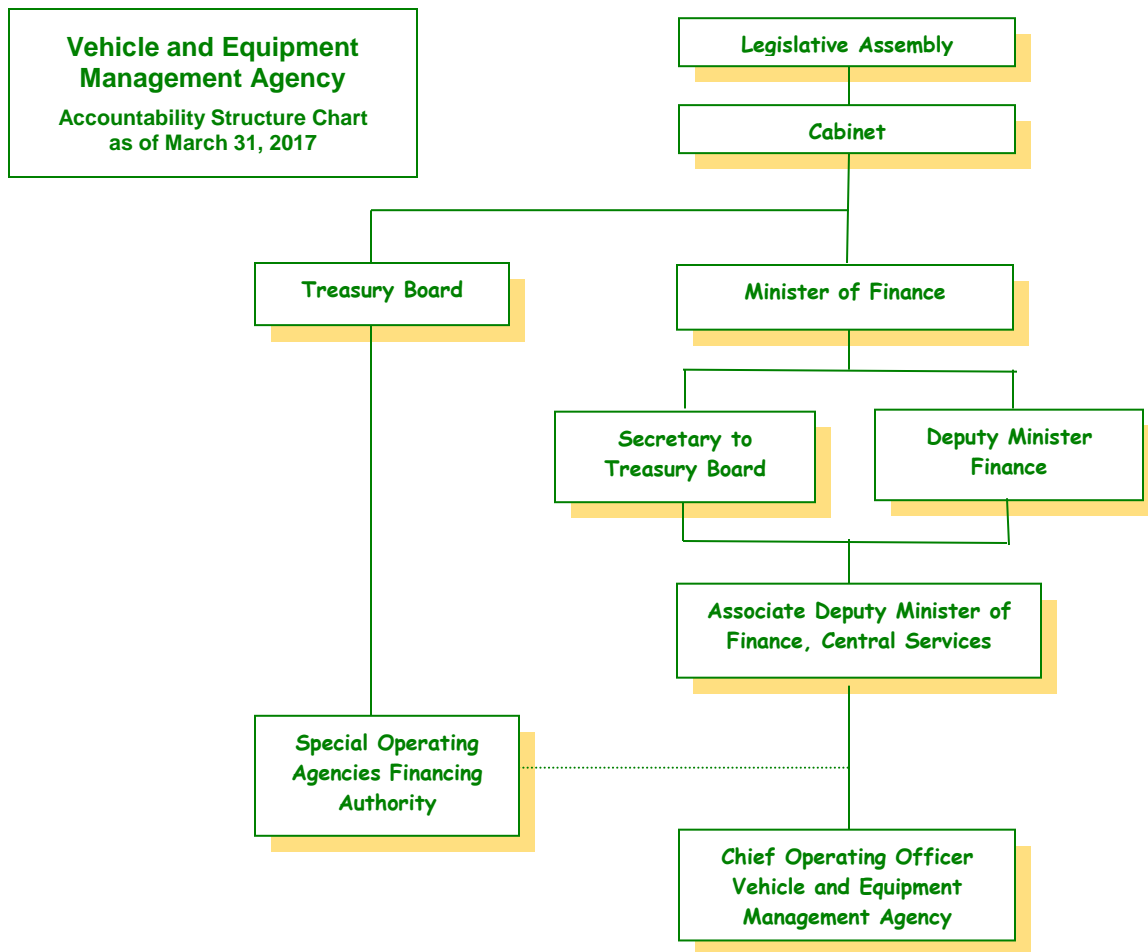 Vehicle and Equipment
Management Agency
Accountability Structure Chart
as of March 31, 2017
Legislative Assembly
Cabinet
Treasury Board
Minister of Finance
Secretary to
Treasury Board
Deputy Minister
Finance
Associate Deputy Minister of
Finance, Central Services
Special Operating
Agencies Financing
Authority
Chief Operating Officer
Vehicle and Equipment
Management Agency